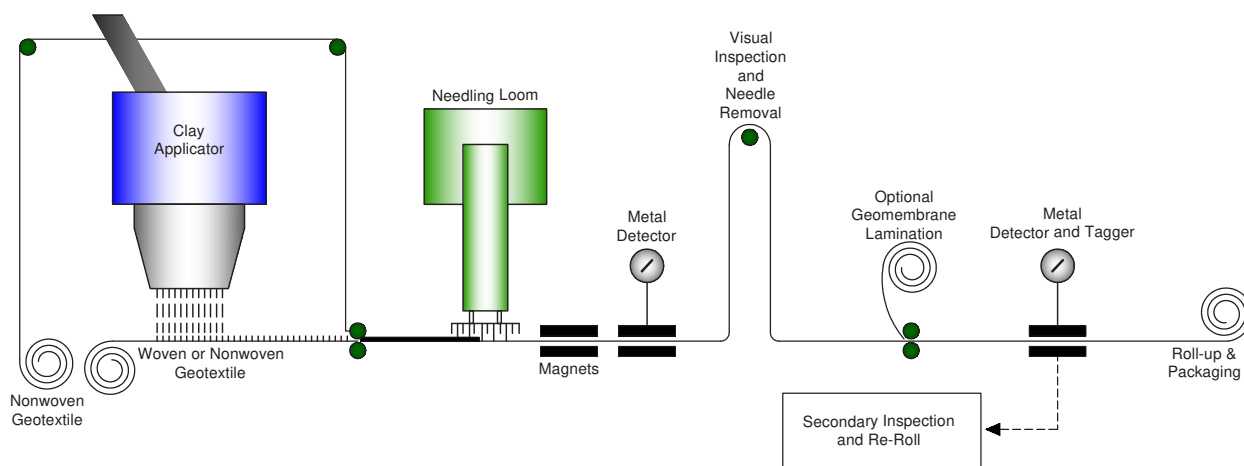 Clay
Applicator
Needling Loom
Visual
Inspection
and
Needle
Removal
Metal
Detector
Optional
Geomembrane
Lamination
Metal
Detector and Tagger
Woven or Nonwoven
Geotextile
Nonwoven
Geotextile
Magnets
Roll-up &
Packaging
Secondary Inspection
and Re-Roll